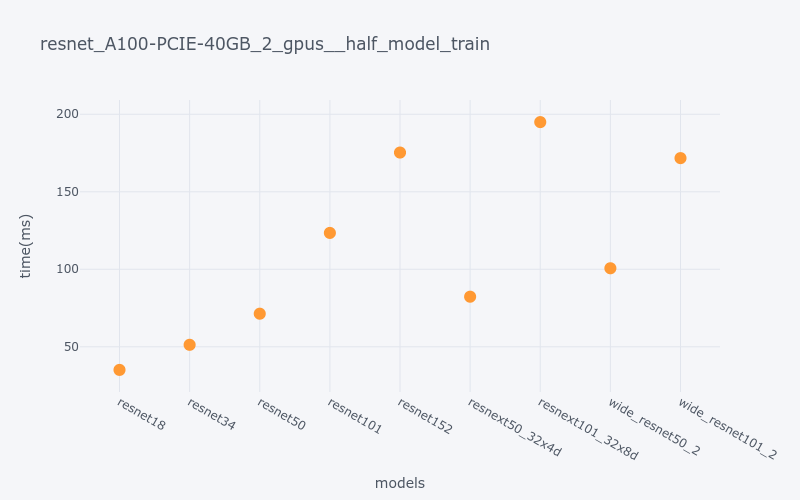 resnet_A100-PCIE-40GB_2_gpus__half_model_train
time(ms)
200
150
100
50
resnet18
resnet34
resnet50
resnet101
resnet152
resnext50_32x4d
resnext101_32x8d
wide_resnet50_2
wide_resnet101_2
models